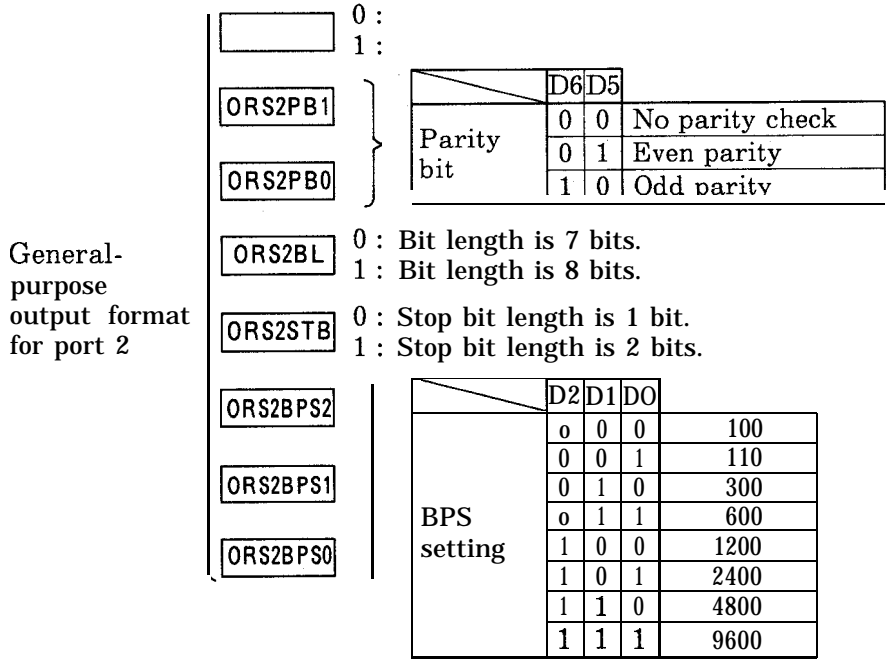 0 :
1 :
ORS2PB1
ORS2PB0
D6 D5
Parity bit
0 0 No parity check
0 1 Even parity
1 0 Odd parity
General-
purpose
output format
for port 2
ORS2BL
0 : Bit length is 7 bits.
1 : Bit length is 8 bits.
ORS2STB
0 : Stop bit length is 1 bit.
1 : Stop bit length is 2 bits.
ORS2BPS2
ORS2BPS1
ORS2BPS0
D2 D1 D0
BPS
setting
o 0 0 100
0 0 1 110
0 1 0 300
o 1 1 600
1 0 0 1200
1 0 1 2400
1 1 0 4800
1 1 1 9600